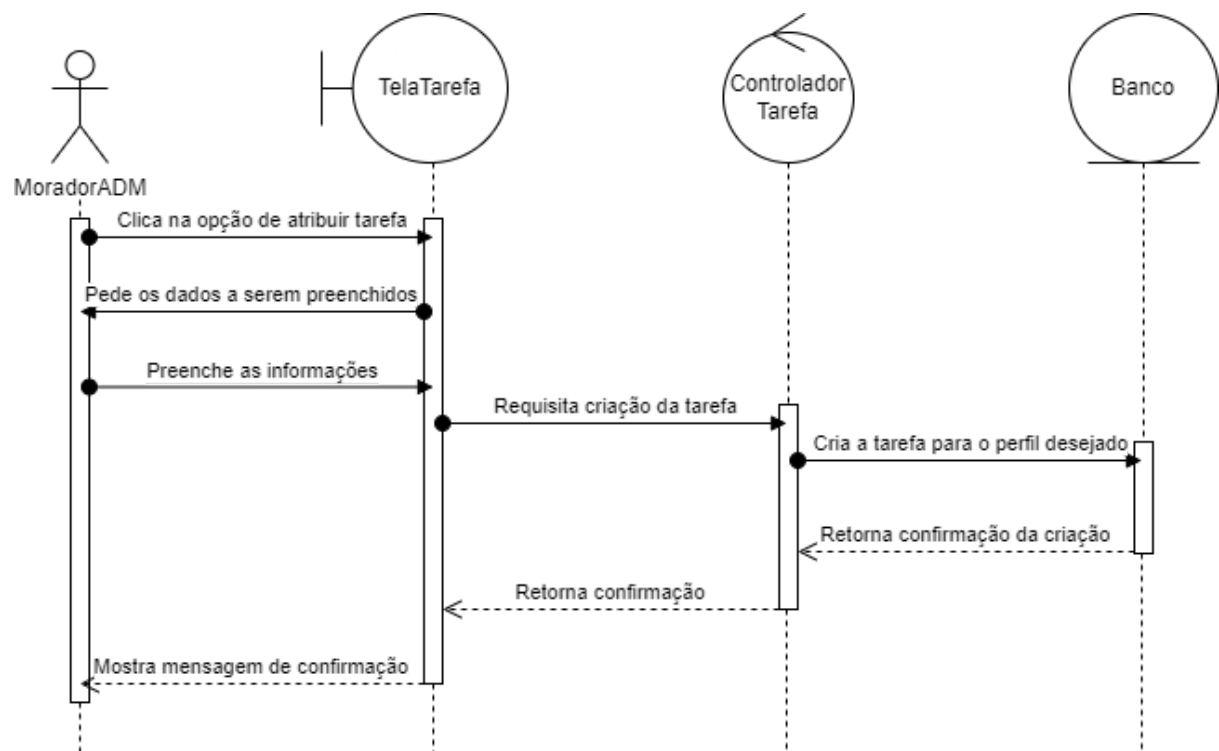 TelaTarefa
Controlador
Tarefa
Banco
MoradorADM
Clica na opção de atribuir tarefa
Pede os dados a serem preenchidos
Preenche as informações
Requisita criação da tarefa
Cria a tarefa para o perfil desejado
Retorna confirmação da criação
Retorna confirmação
Mostra mensagem de confirmação